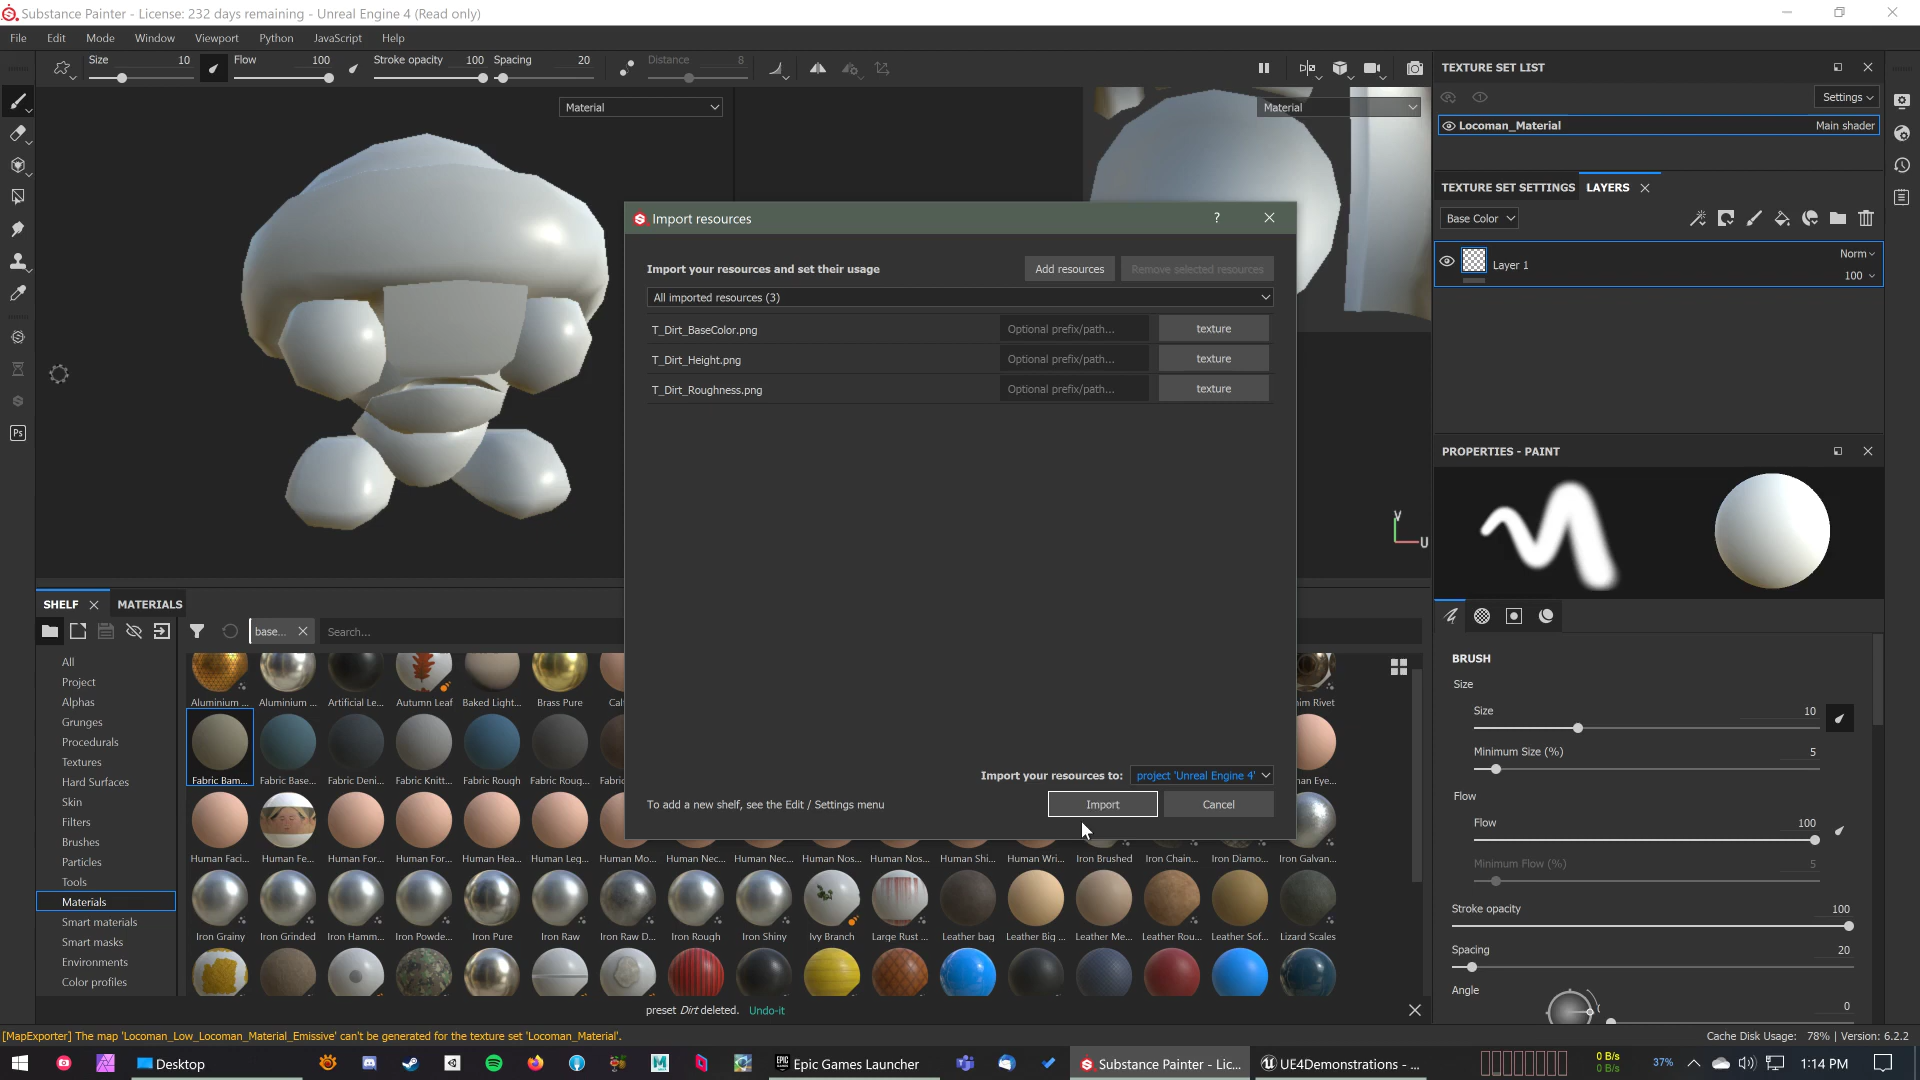 Substance Painter - License: 232 days remaining - Unreal Engine 4 (Read only)
File Edit Mode Window Viewport Python JavaScript Help
Size 10 Flow 100 Stroke opacity 100 Spacing 20 Distance 8
Material
Material
TEXTURE SET LIST
Settings
Locoman_Material Main shader
TEXTURE SET SETTINGS LAYERS
Base Color
Layer 1 Norm
100
Import resources ?
Import your resources and set their usage Add resources Remove selected resources
All imported resources (3)
T_Dirt_BaseColor.png Optional prefix/path... texture
T_Dirt_Height.png Optional prefix/path... texture
T_Dirt_Roughness.png Optional prefix/path... texture
Import your resources to: project 'Unreal Engine 4'
To add a new shelf, see the Edit / Settings menu Import Cancel
V
U
Ps
PROPERTIES - PAINT
BRUSH
Size
Size 10
Minimum Size (%) 5
Flow
Flow 100
Minimum Flow (%) 5
Stroke opacity 100
Spacing 20
Angle 0
SHELF MATERIALS
base... Search...
All
Project
Alphas
Grunges
Procedurals
Textures
Hard Surfaces
Skin
Filters
Brushes
Particles
Tools
Materials
Smart materials
Smart masks
Environments
Color profiles
Aluminium ... Aluminium ... Artificial Le... Autumn Leaf Baked Light... Brass Pure
Fabric Bam... Fabric Base... Fabric Deni... Fabric Knitt... Fabric Rough Fabric Roug...
Human Faci... Human Fe... Human For... Human For... Human Hea... Human Leg... Human Mo... Human Nec... Human Nec... Human Nos... Human Nos... Human Shi... Human Wri... Iron Brushed Iron Chain... Iron Diamo... Iron Galvan...
Iron Grainy Iron Grinded Iron Hamm... Iron Powde... Iron Pure Iron Raw Iron Raw D... Iron Rough Iron Shiny Ivy Branch Large Rust ... Leather bag Leather Big ... Leather Me... Leather Rou... Leather Sof... Lizard Scales
preset Dirt deleted. Undo-it
[MapExporter] The map 'Locoman_Low_Locoman_Material_Emissive' can't be generated for the texture set 'Locoman_Material'.
Cache Disk Usage: 78% | Version: 6.2.2
Desktop Epic Games Launcher Substance Painter - Lic... UE4Demonstrations - ... 0 B/s 37% 1:14 PM
0 B/s